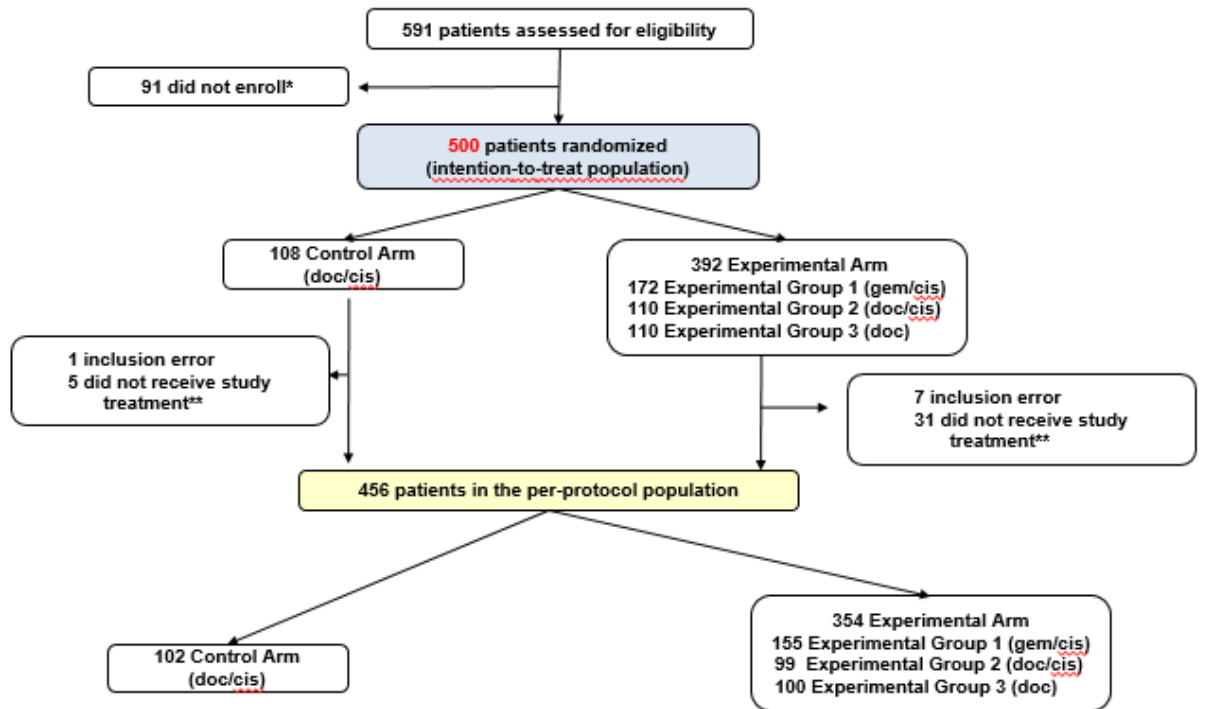 591 patients assessed for eligibility
91 did not enroll*
500 patients randomized
(intention-to-treat population)
108 Control Arm
(doc/cis)
392 Experimental Arm
172 Experimental Group 1 (gem/cis)
110 Experimental Group 2 (doc/cis)
110 Experimental Group 3 (doc)
1 inclusion error
5 did not receive study
treatment**
7 inclusion error
31 did not receive study
treatment**
456 patients in the per-protocol population
102 Control Arm
(doc/cis)
354 Experimental Arm
155 Experimental Group 1 (gem/cis)
99 Experimental Group 2 (doc/cis)
100 Experimental Group 3 (doc)